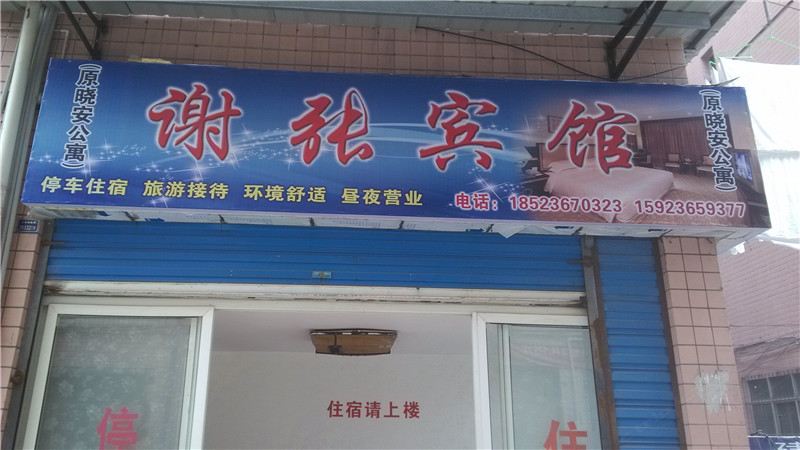 (原晓安公寓)
谢张宾馆
(原晓安公寓)
停车住宿 旅游接待 环境舒适 昼夜营业
电话：18523670323 15923659377
住宿请上楼
停
住